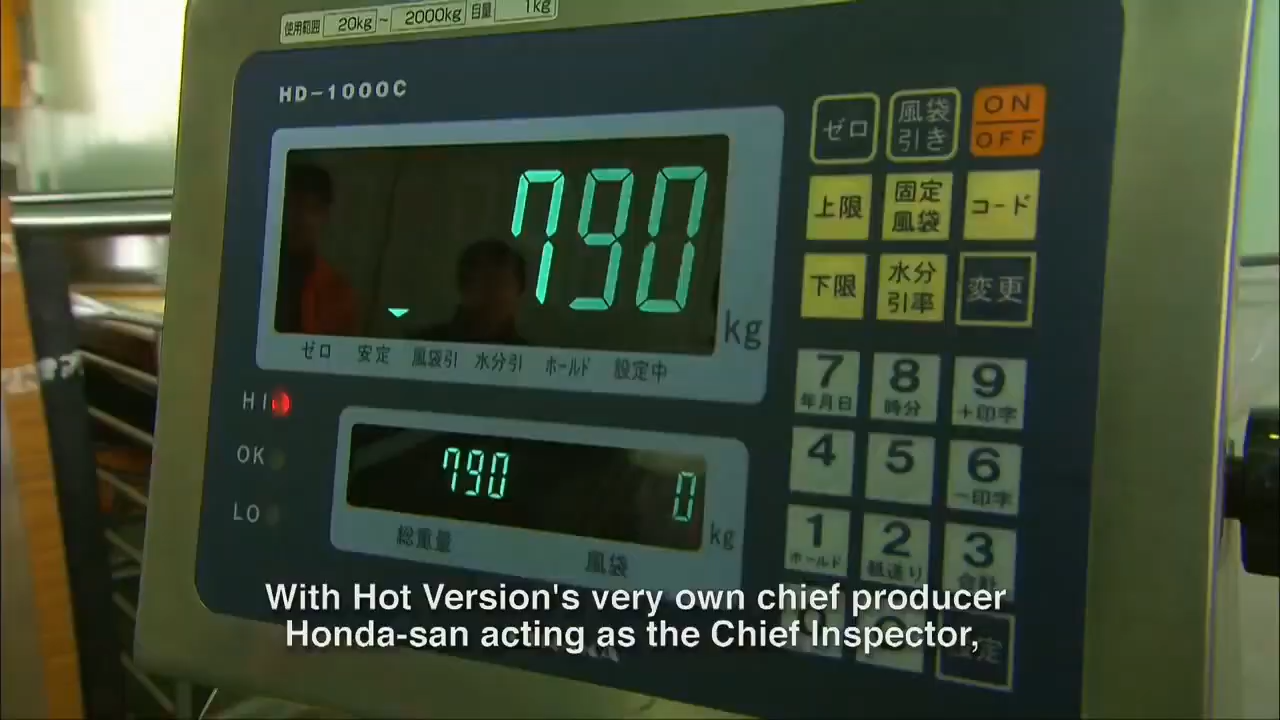 使用範囲 20kg ~ 2000kg 目量 1kg
HD-1000C
790
kg
ゼロ 安定 風袋引 水分引 ホールド 設定中
HI
OK
LO
790 0
kg
総重量 風袋
ゼロ 風袋引き ON OFF
上限 固定風袋 コード
下限 水分引率 変更
7 年月日 8 時分 9 +印字
4 5 6 -印字
1 ホールド 2 紙送り 3 合計
With Hot Version's very own chief producer
Honda-san acting as the Chief Inspector,